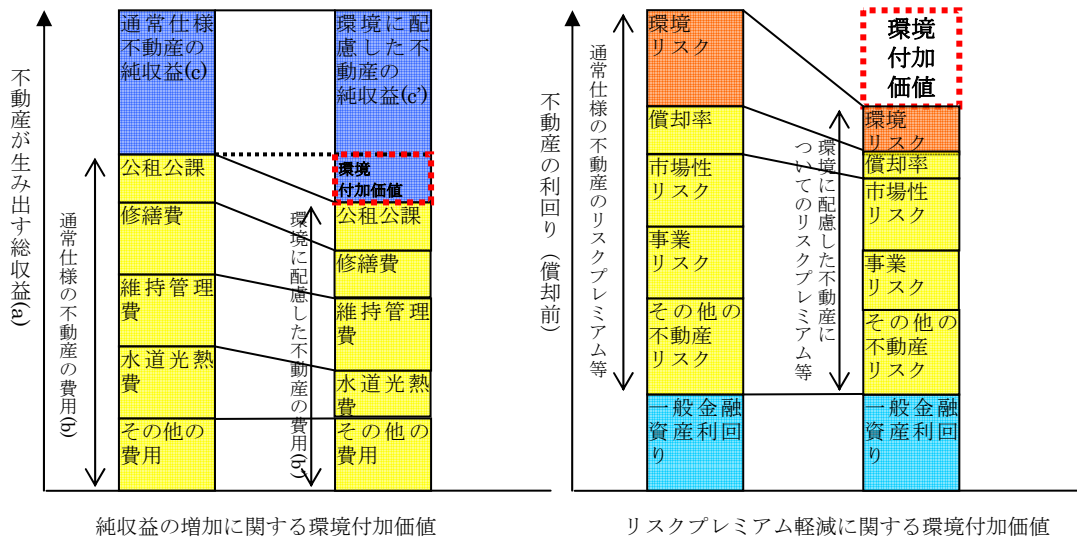 不動産が生み出す総収益(a)
通常仕様の不動産の費用(b)
通常仕様
不動産の
純収益(c)
公租公課
修繕費
維持管理
費
水道光熱
費
その他の
費用
環境に配慮した不動産の費用(b')
環境に配
慮した不
動産の
純収益(c')
環境
付加価値
公租公課
修繕費
維持管理
費
水道光熱
費
その他の
費用
純収益の増加に関する環境付加価値
不動産の利回り(償却前)
通常仕様の不動産のリスクプレミアム等
環境
リスク
償却率
市場性
リスク
事業
リスク
その他の
不動産
リスク
一般金融
資産利回
り
環境に配慮した不動産に
ついてのリスクプレミアム等
環境
付加
価値
環境
リスク
償却率
市場性
リスク
事業
リスク
その他の
不動産
リスク
一般金融
資産利回
り
リスクプレミアム軽減に関する環境付加価値